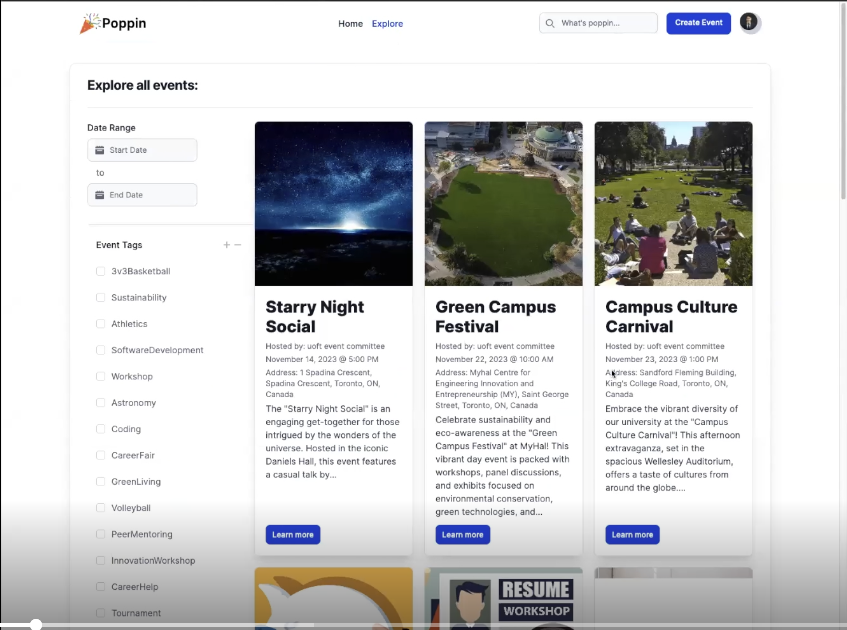 Poppin
Home Explore
What's poppin...
Create Event
Explore all events:
Date Range
Start Date
to
End Date
Event Tags
+ −
3v3Basketball
Sustainability
Athletics
SoftwareDevelopment
Workshop
Astronomy
Coding
CareerFair
GreenLiving
Volleyball
PeerMentoring
InnovationWorkshop
CareerHelp
Tournament
Starry Night
Social
Hosted by: uoft event committee
November 14, 2023 @ 5:00 PM
Address: 1 Spadina Crescent,
Spadina Crescent, Toronto, ON,
Canada
The "Starry Night Social" is an
engaging get-together for those
intrigued by the wonders of the
universe. Hosted in the iconic
Daniels Hall, this event features
a casual talk by...
Learn more
Green Campus
Festival
Hosted by: uoft event committee
November 22, 2023 @ 10:00 AM
Address: Myhal Centre for
Engineering Innovation and
Entrepreneurship (MY), Saint George
Street, Toronto, ON, Canada
Celebrate sustainability and
eco-awareness at the "Green
Campus Festival" at MyHal! This
vibrant day event is packed with
workshops, panel discussions,
and exhibits focused on
environmental conservation,
green technologies, and...
Learn more
Campus Culture
Carnival
Hosted by: uoft event committee
November 23, 2023 @ 1:00 PM
Address: Sandford Fleming Building,
King's College Road, Toronto, ON,
Canada
Embrace the vibrant diversity of
our university at the "Campus
Culture Carnival"! This afternoon
extravaganza, set in the
spacious Wellesley Auditorium,
offers a taste of cultures from
around the globe....
Learn more
RESUME
WORKSHOP